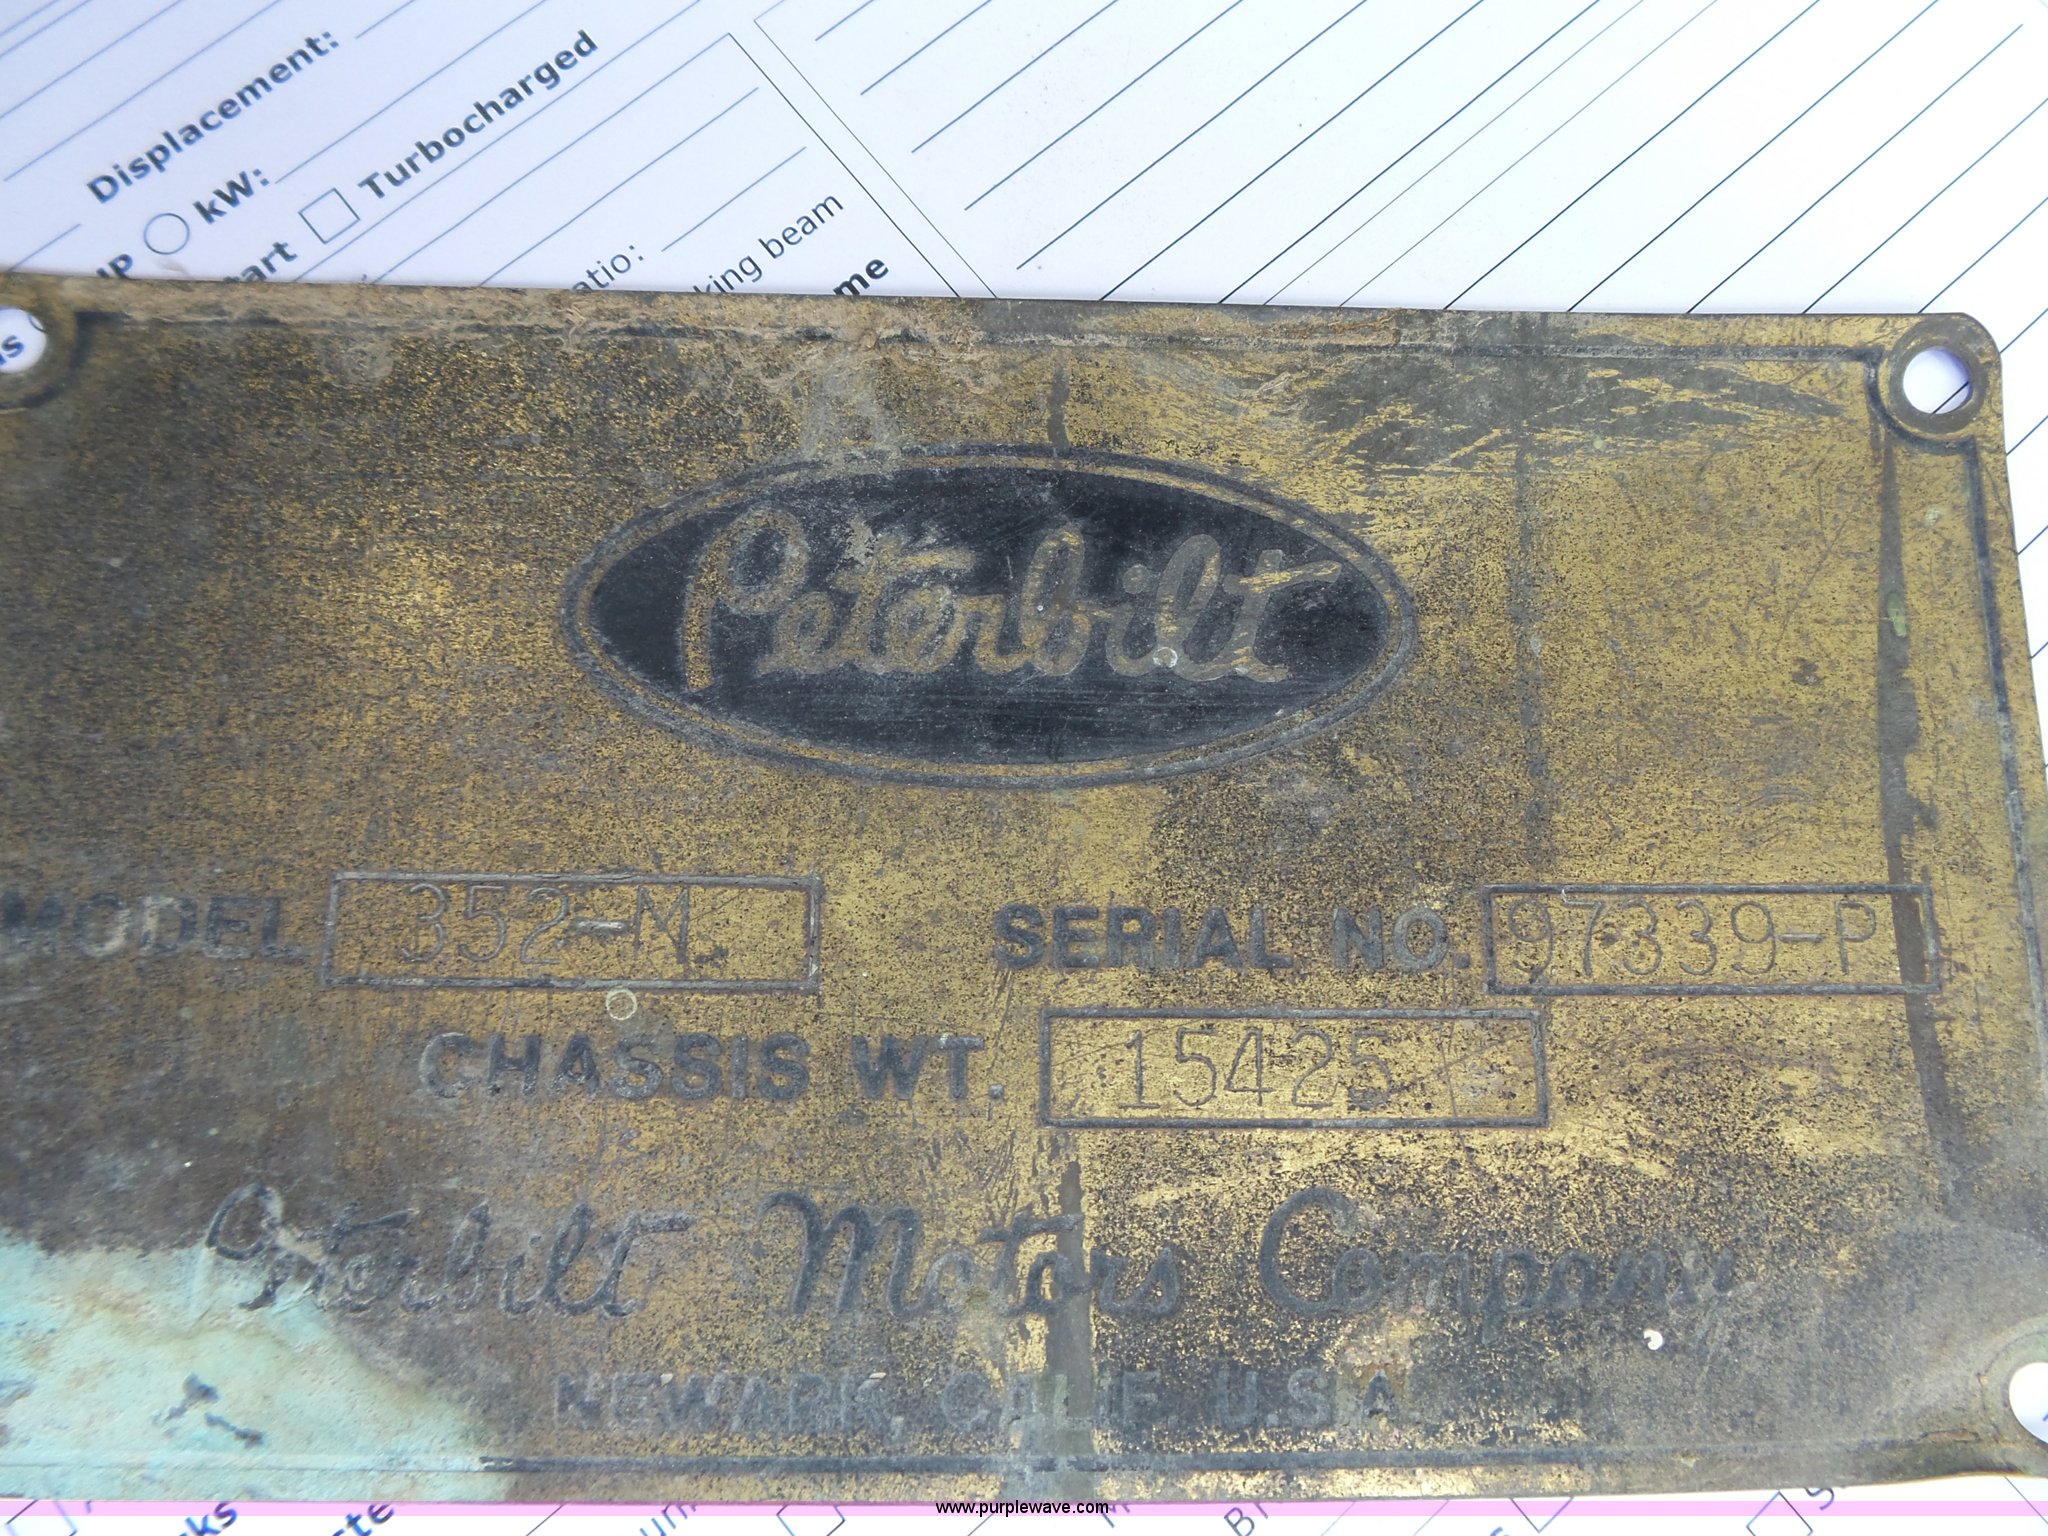 Displacement:
kW:
Turbocharged
atio:
king beam
me
Peterbilt
MODEL 352-M SERIAL NO. 97339-P
CHASSIS WT. 15425
Peterbilt Motors Company
NEWARK, CALIF. U.S.A.
www.purplewave.com